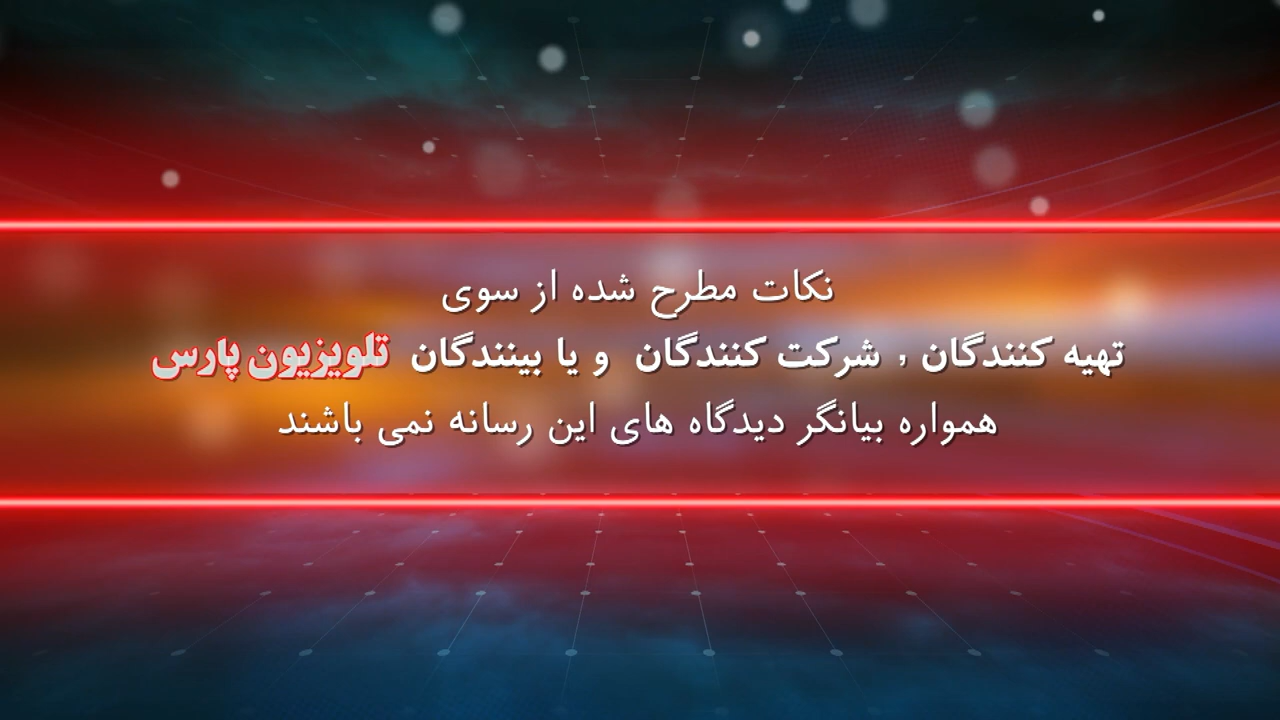 نکات مطرح شده از سوی
تهیه کنندگان , شرکت کنندگان و یا بینندگان تلویزیون پارس
همواره بیانگر دیدگاه های این رسانه نمی باشند